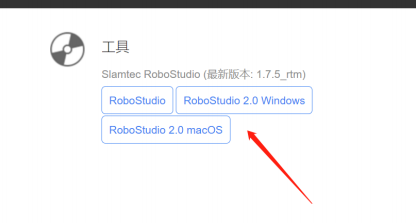 工具
Slamtec RoboStudio (最新版本: 1.7.5_rtm)
RoboStudio RoboStudio 2.0 Windows
RoboStudio 2.0 macOS